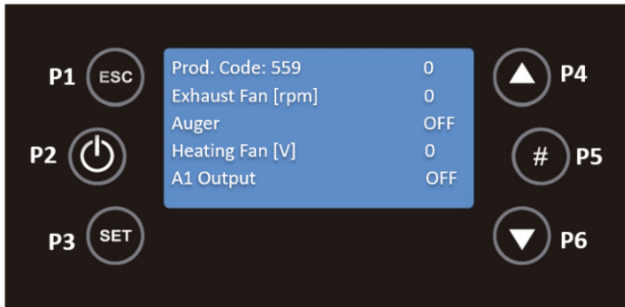 P1 ESC
P2
P3 SET
Prod. Code: 559 0
Exhaust Fan [rpm] 0
Auger OFF
Heating Fan [V] 0
A1 Output OFF
P4
# P5
P6